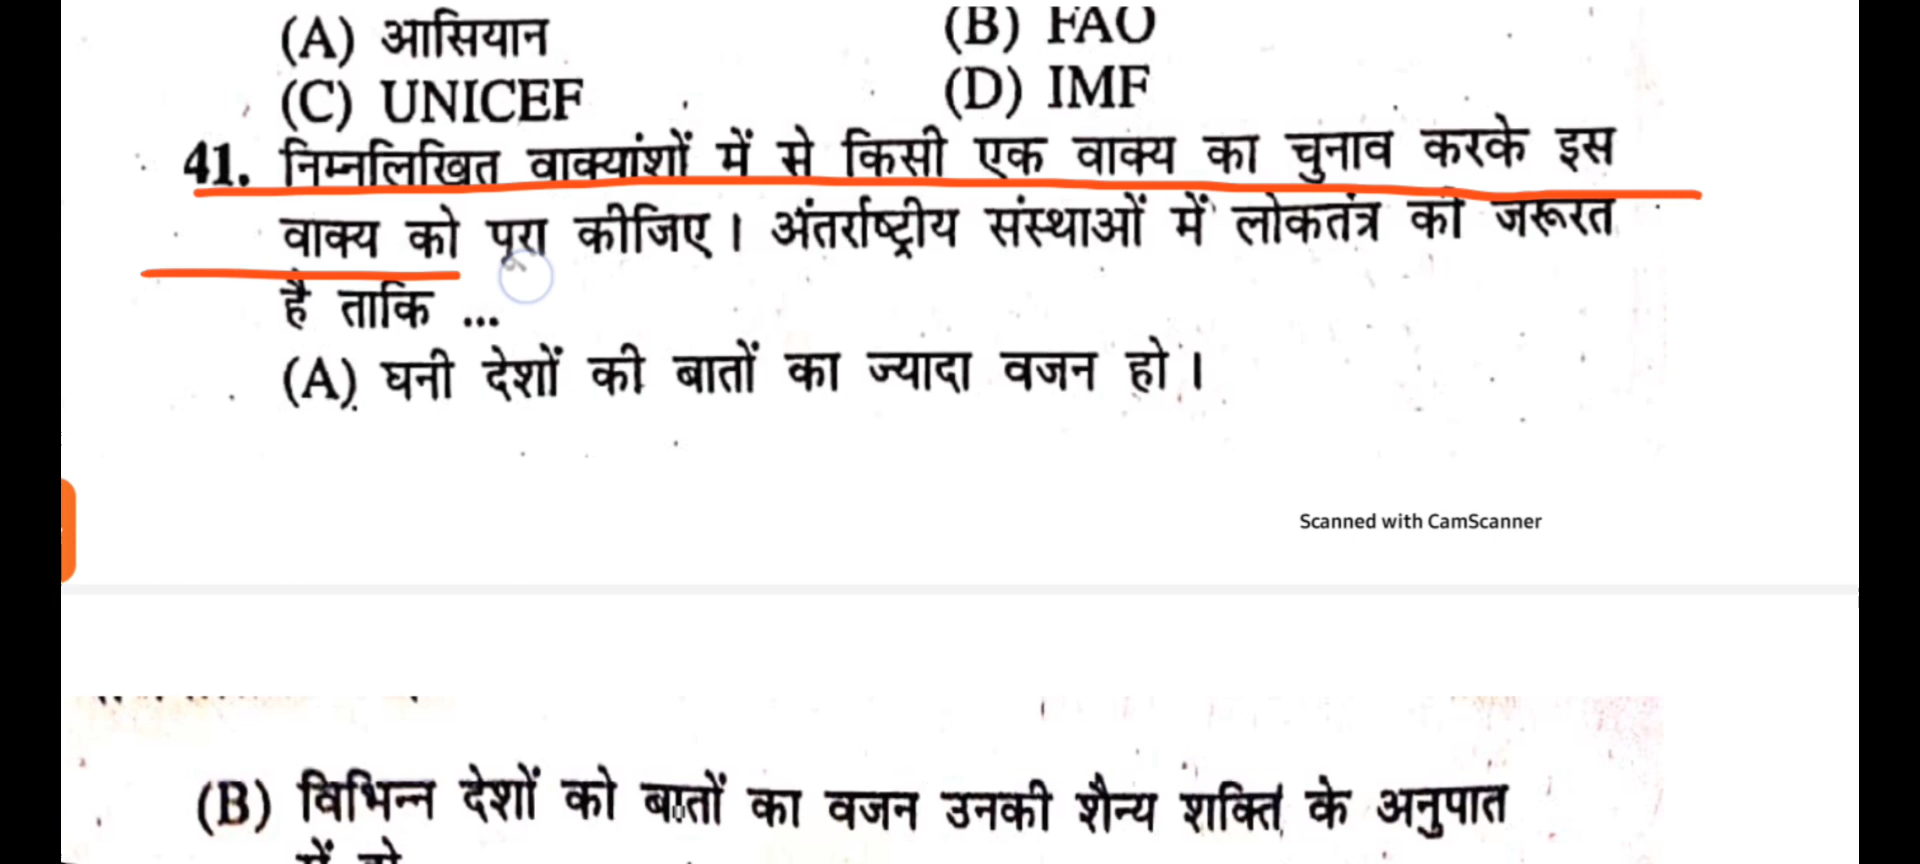 (A) आसियान (B) FAO
(C) UNICEF (D) IMF
41. निम्नलिखित वाक्यांशों में से किसी एक वाक्य का चुनाव करके इस
वाक्य को पूरा कीजिए। अंतर्राष्ट्रीय संस्थाओं में लोकतंत्र की जरूरत
है ताकि ...
(A) घनी देशों की बातों का ज्यादा वजन हो।
Scanned with CamScanner
(B) विभिन्न देशों को बातों का वजन उनकी शैन्य शक्ति के अनुपात
में हो